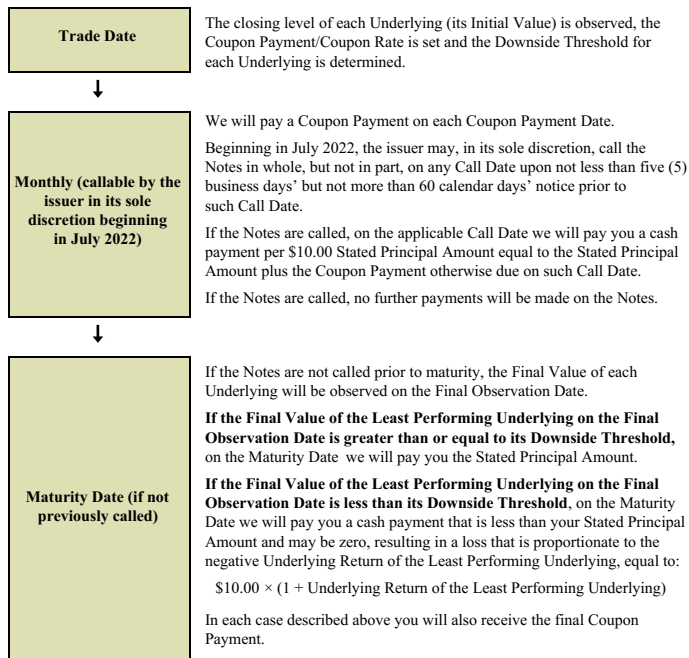 Trade Date
The closing level of each Underlying (its Initial Value) is observed, the
Coupon Payment/Coupon Rate is set and the Downside Threshold for
each Underlying is determined.
Monthly (callable by the
issuer in its sole
discretion beginning
in July 2022)
We will pay a Coupon Payment on each Coupon Payment Date.
Beginning in July 2022, the issuer may, in its sole discretion, call the
Notes in whole, but not in part, on any Call Date upon not less than five (5)
business days’ but not more than 60 calendar days’ notice prior to
such Call Date.
If the Notes are called, on the applicable Call Date we will pay you a cash
payment per $10.00 Stated Principal Amount equal to the Stated Principal
Amount plus the Coupon Payment otherwise due on such Call Date.
If the Notes are called, no further payments will be made on the Notes.
Maturity Date (if not
previously called)
If the Notes are not called prior to maturity, the Final Value of each
Underlying will be observed on the Final Observation Date.
If the Final Value of the Least Performing Underlying on the Final
Observation Date is greater than or equal to its Downside Threshold,
on the Maturity Date we will pay you the Stated Principal Amount.
If the Final Value of the Least Performing Underlying on the Final
Observation Date is less than its Downside Threshold, on the Maturity
Date we will pay you a cash payment that is less than your Stated Principal
Amount and may be zero, resulting in a loss that is proportionate to the
negative Underlying Return of the Least Performing Underlying, equal to:
$10.00 × (1 + Underlying Return of the Least Performing Underlying)
In each case described above you will also receive the final Coupon
Payment.